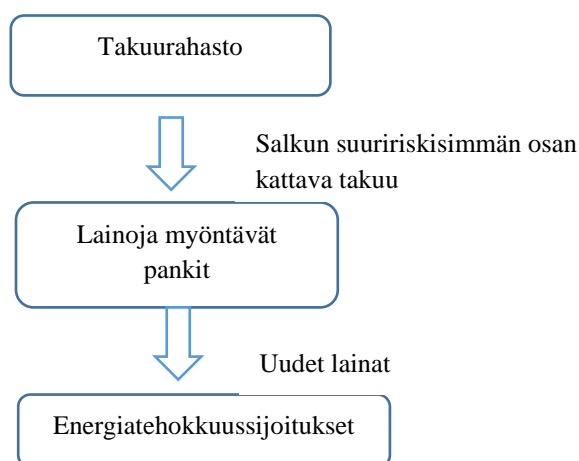 Takuurahasto
Salkun suuririskisimmän osan
kattava takuu
Lainoja myöntävät
pankit
Uudet lainat
Energiatehokkuussijoitukset